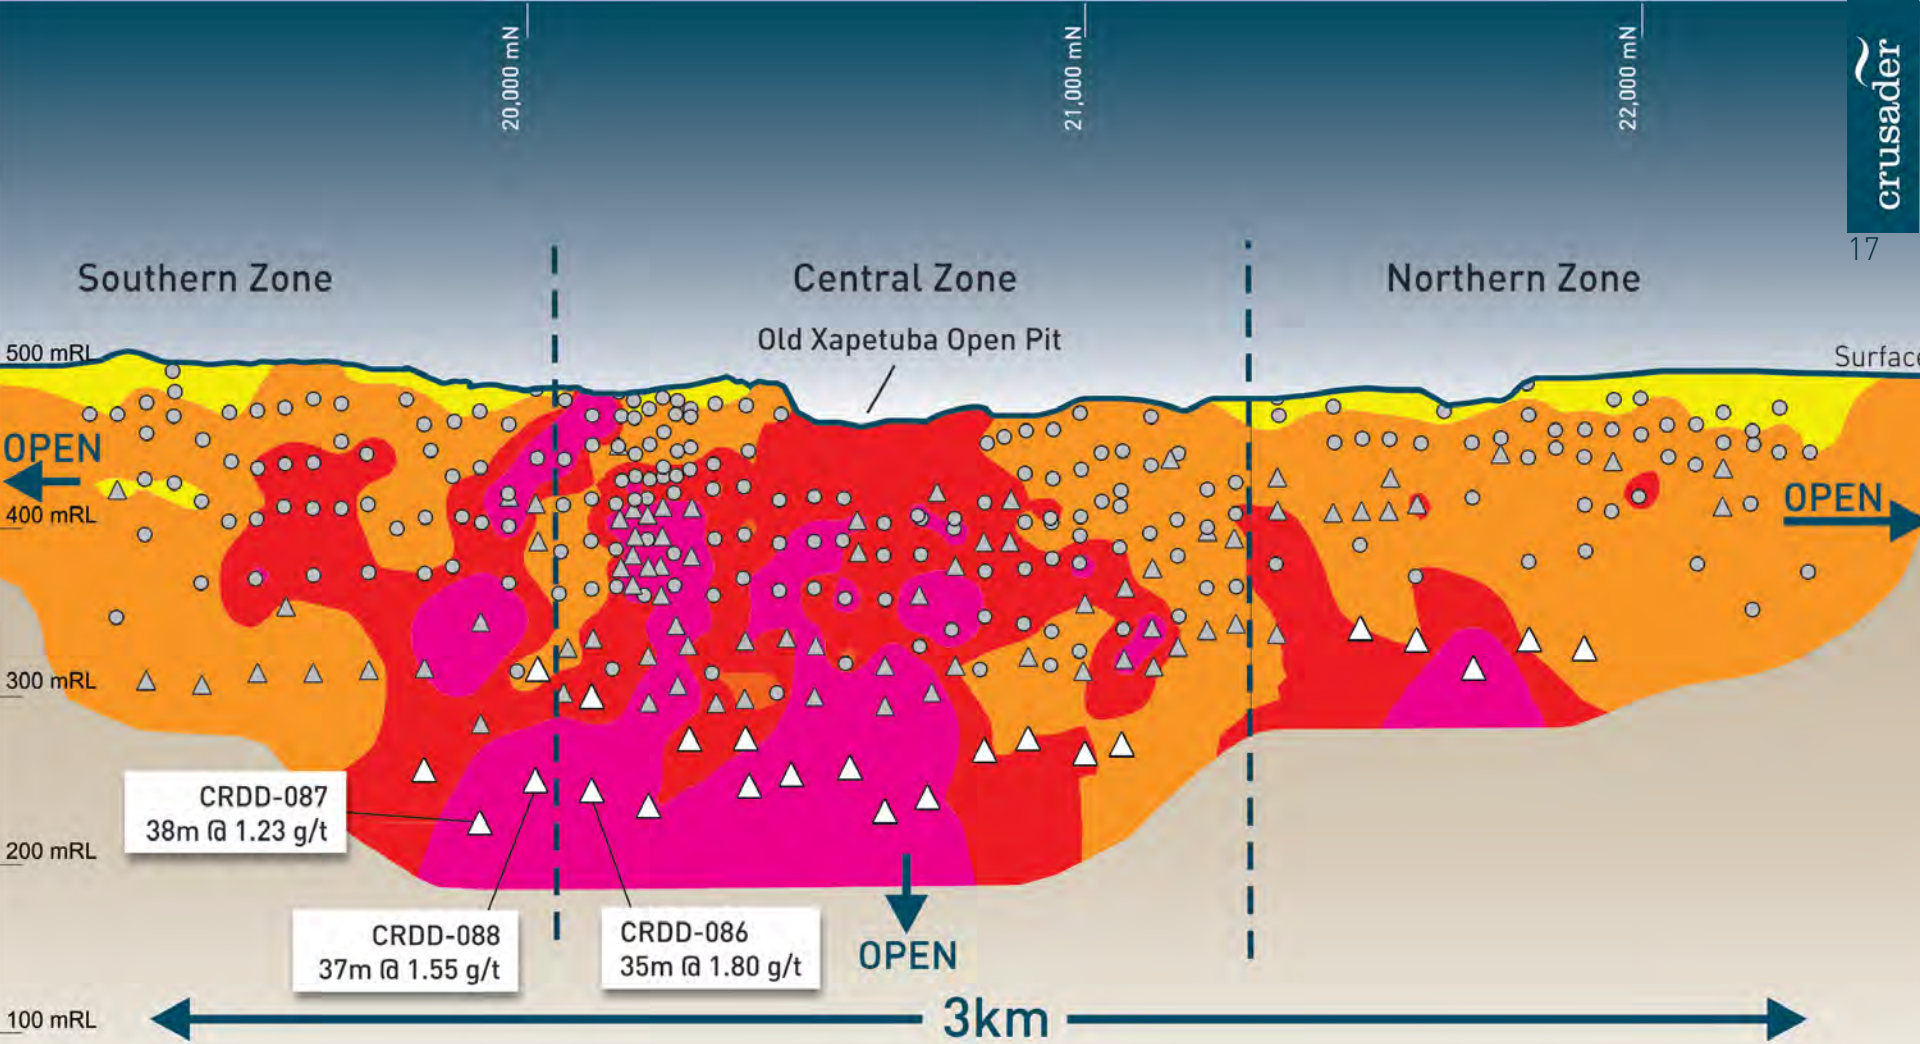 20,000 mN
21,000 mN
22,000 mN
crusader
17
Southern Zone
Central Zone
Northern Zone
Old Xapetuba Open Pit
500 mRL
Surface
OPEN
400 mRL
OPEN
300 mRL
CRDD-087
38m @ 1.23 g/t
200 mRL
CRDD-088
37m @ 1.55 g/t
CRDD-086
35m @ 1.80 g/t
OPEN
100 mRL
3km